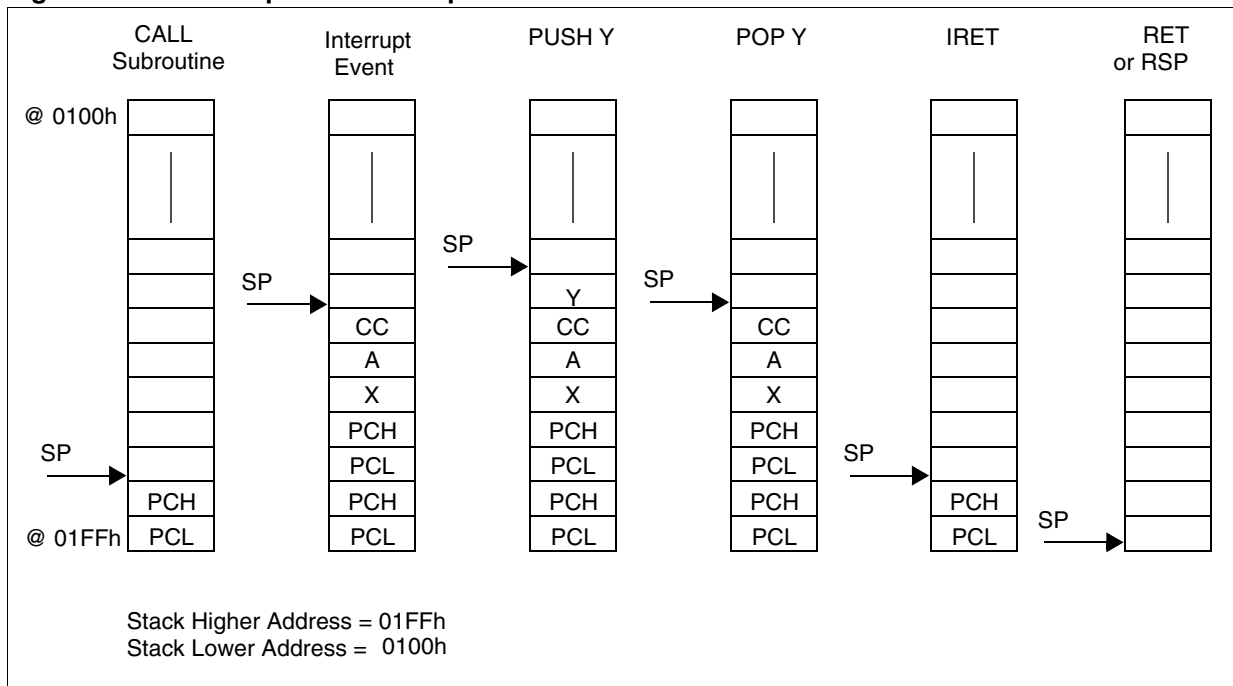 CALL
Subroutine
Interrupt
Event
PUSH Y
POP Y
IRET
RET
or RSP
@ 0100h
SP
SP
SP
Y
CC
CC
CC
A
A
A
X
X
X
PCH
PCH
PCH
SP
SP
PCL
PCL
PCL
PCH
PCH
PCH
PCH
PCH
SP
@ 01FFh
PCL
PCL
PCL
PCL
PCL
Stack Higher Address = 01FFh
Stack Lower Address = 0100h